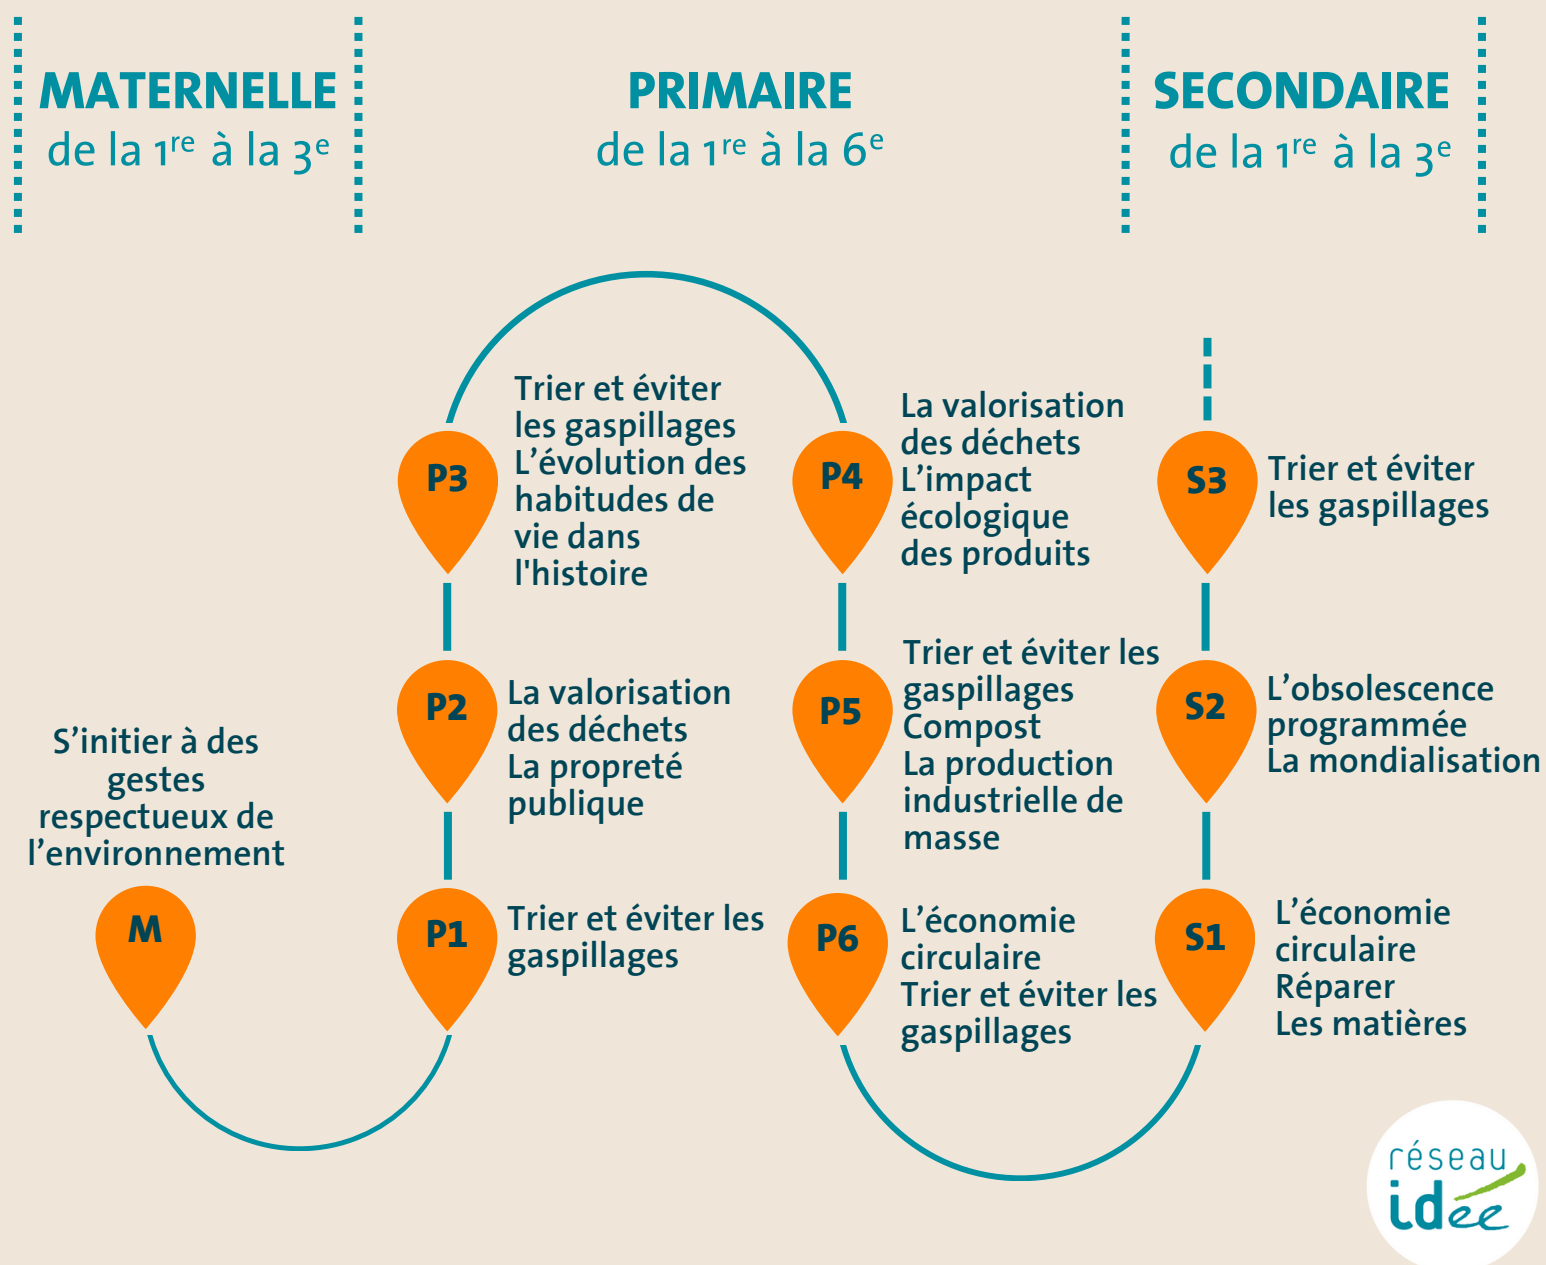 MATERNELLE
de la 1re à la 3e
PRIMAIRE
de la 1re à la 6e
SECONDAIRE
de la 1re à la 3e
S’initier à des
gestes
respectueux de
l’environnement
M
P1
Trier et éviter les
gaspillages
P2
La valorisation
des déchets
La propreté
publique
P3
Trier et éviter
les gaspillages
L’évolution des
habitudes de
vie dans
l'histoire
P4
La valorisation
des déchets
L’impact
écologique
des produits
P5
Trier et éviter les
gaspillages
Compost
La production
industrielle de
masse
P6
L’économie
circulaire
Trier et éviter les
gaspillages
S1
L’économie
circulaire
Réparer
Les matières
S2
L’obsolescence
programmée
La mondialisation
S3
Trier et éviter
les gaspillages
réseau
idée